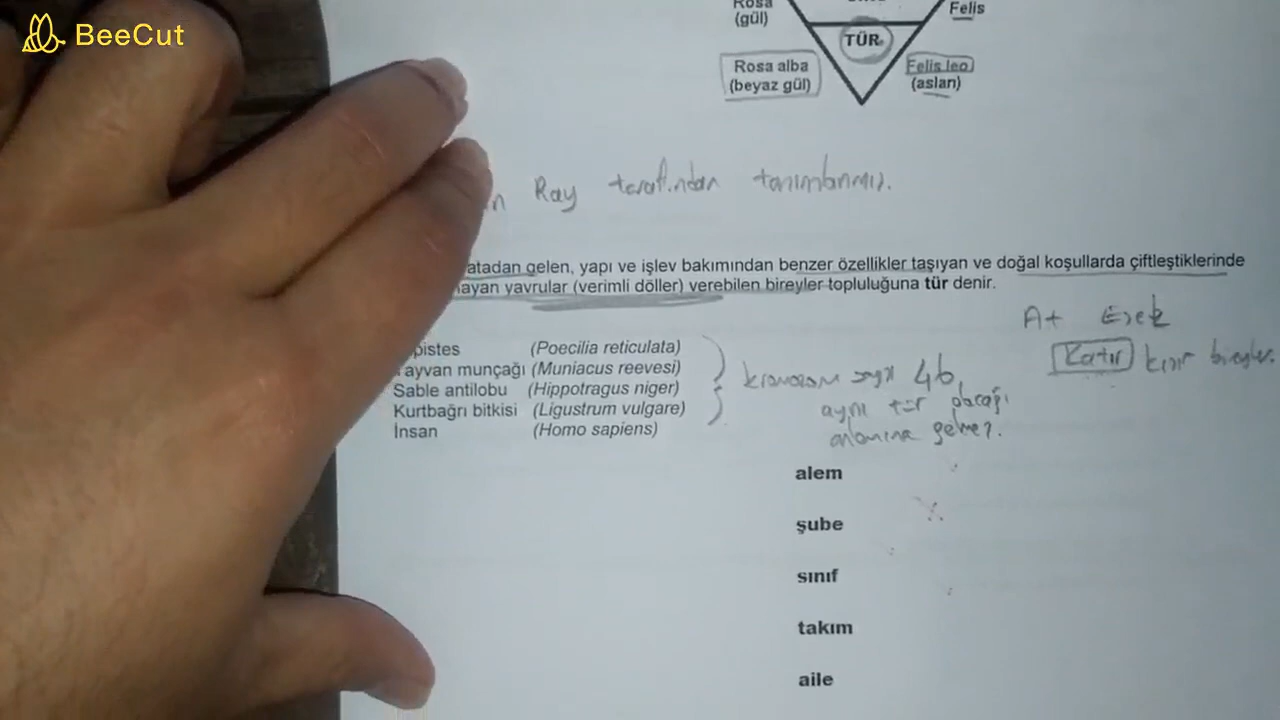 BeeCut
Rosa
(gül)
Felis
TÜR
Rosa alba
(beyaz gül)
Felis leo
(aslan)
n Ray tarafından tanımlanmış.
atadan gelen, yapı ve işlev bakımından benzer özellikler taşıyan ve doğal koşullarda çiftleştiklerinde
mayan yavrular (verimli döller) verebilen bireyler topluluğuna tür denir.
At Eşek
Katır kısır bireyler.
pistes (Poecilia reticulata)
Tayvan munçağı (Muniacus reevesi)
Sable antilobu (Hippotragus niger)
Kurtbağrı bitkisi (Ligustrum vulgare)
İnsan (Homo sapiens)
kromozom sayı 46
aynı tür olacağı
anlamına gelmez.
alem
şube
sınıf
takım
aile